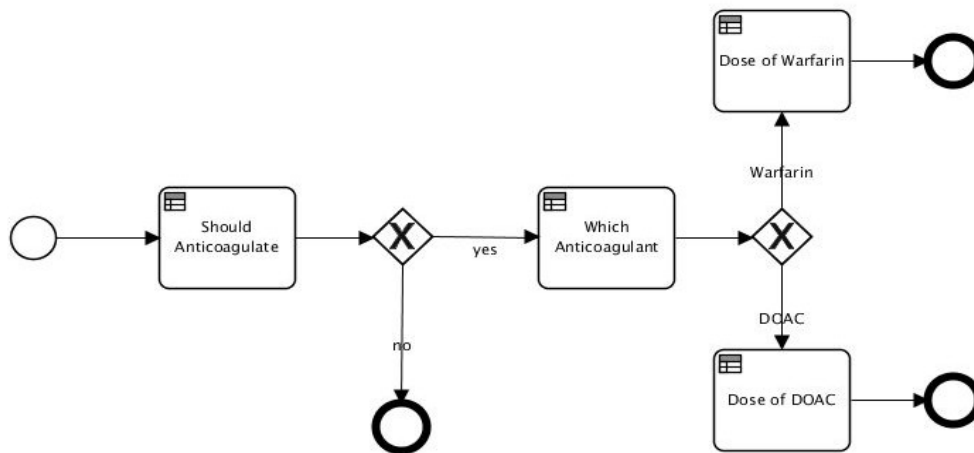 Dose of Warfarin
Warfarin
Should
Anticoagulate
yes
Which
Anticoagulant
no
DOAC
Dose of DOAC